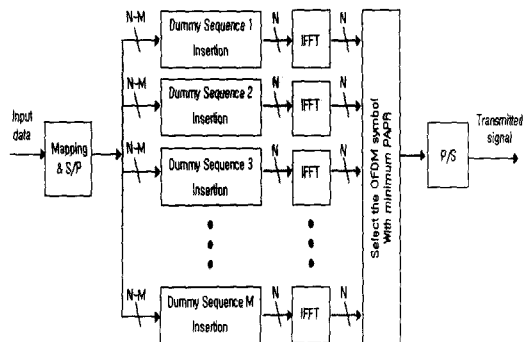 N-M
Dummy Sequence 1
Insertion
N
IFFT
N
N-M
Dummy Sequence 2
Insertion
N
IFFT
N
Input
data
Mapping
& S/P
N-M
Dummy Sequence 3
Insertion
N
IFFT
N
Select the OFDM symbol
With minimum PAPR
P/S
Transmitted
signal
N-M
Dummy Sequence M
Insertion
N
IFFT
N